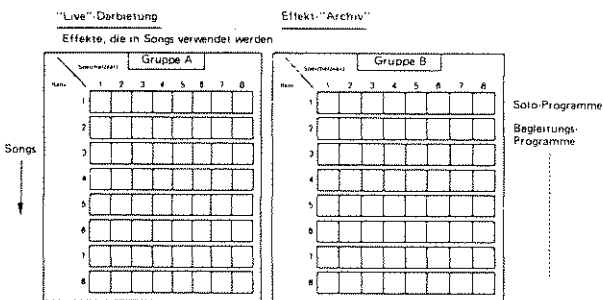 "Live"-Darbietung
Effekt-"Archiv"
Effekte, die in Songs verwendet werden
Gruppe A
Gruppe B
1 2 3 4 5 6 7 8
1 2 3 4 5 6 7 8
1
2
3
4
5
6
7
8
1
2
3
4
5
6
7
8
Songs
Solo-Programme
Begleitungs-
Programme